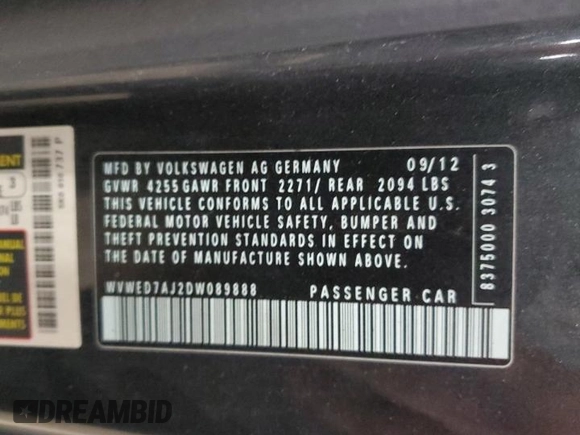 MFD BY VOLKSWAGEN AG GERMANY 09/12
GVWR 4255 GAWR FRONT 2271/ REAR 2094 LBS
THIS VEHICLE CONFORMS TO ALL APPLICABLE U.S.
FEDERAL MOTOR VEHICLE SAFETY, BUMPER AND
THEFT PREVENTION STANDARDS IN EFFECT ON
THE DATE OF MANUFACTURE SHOWN ABOVE.
WVWED7AJ2DW089888 PASSENGER CAR
8375000 3074 3
DREAMBID